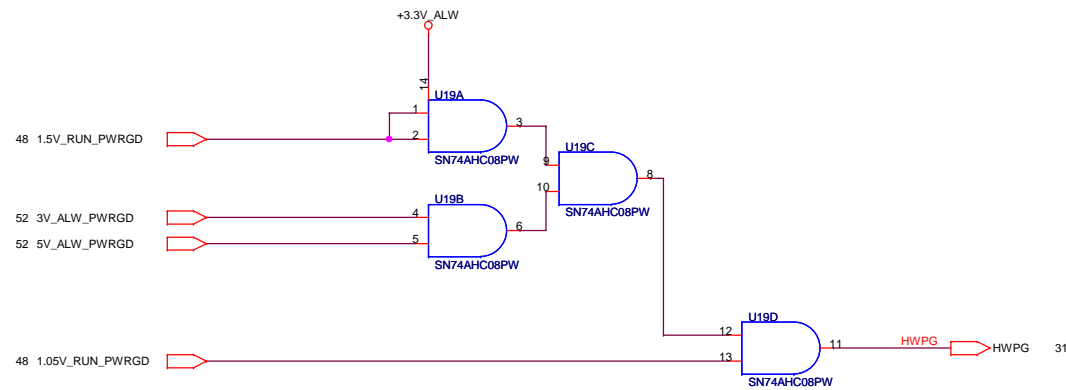 +3.3V_ALW
14
U19A
1
2
3
SN74AHC08PW
48 1.5V_RUN_PWRGD
U19C
9
10
8
SN74AHC08PW
U19B
4
5
6
SN74AHC08PW
52 3V_ALW_PWRGD
52 5V_ALW_PWRGD
U19D
12
13
11
SN74AHC08PW
HWPG
HWPG 31
48 1.05V_RUN_PWRGD